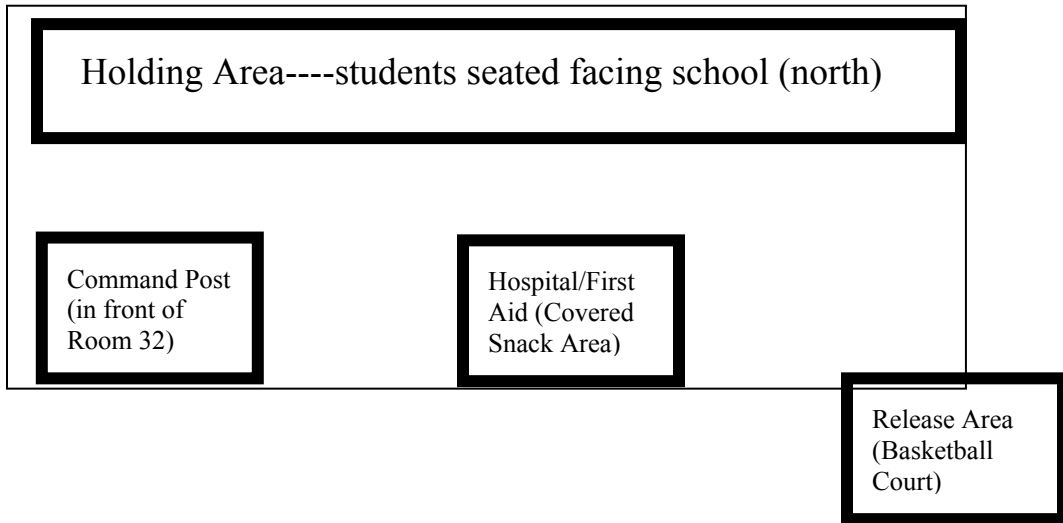 Holding Area----students seated facing school (north)
Command Post
(in front of
Room 32)
Hospital/First
Aid (Covered
Snack Area)
Release Area
(Basketball
Court)